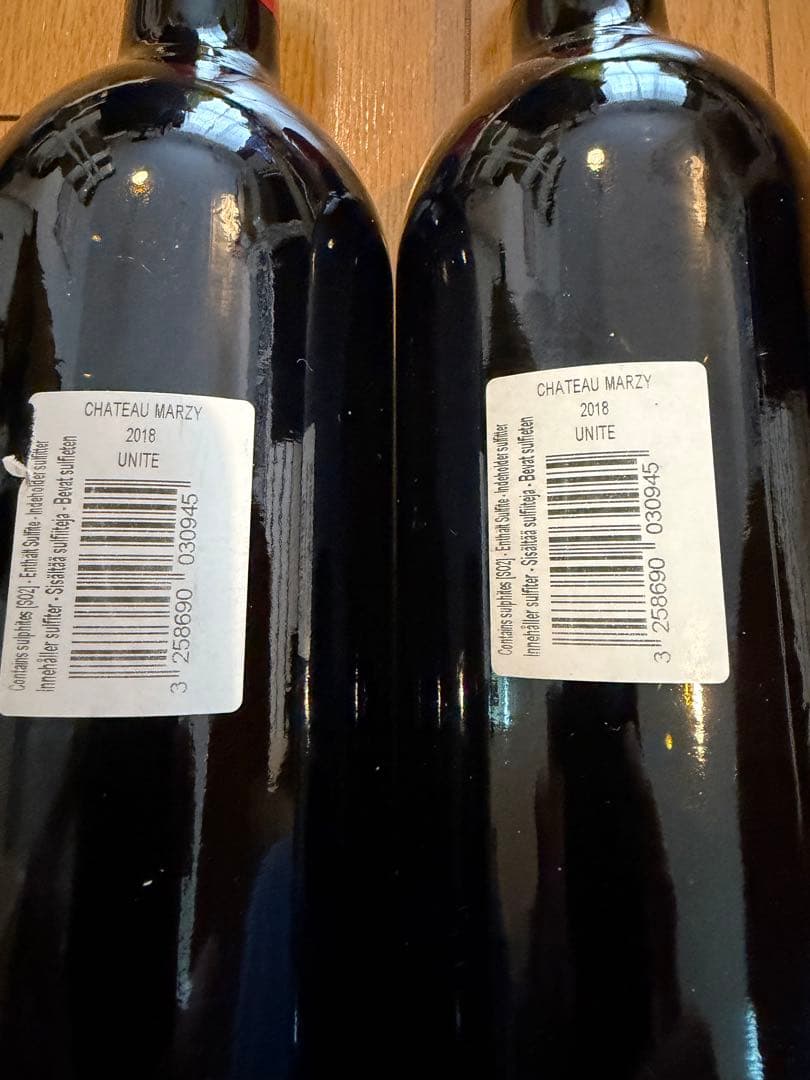 CHATEAU MARZY
2018
UNITE
Contains sulphites [SO2] - Enthält Sulfite - Indeholder sulfitter
Innehåller sulfiter - Sisältää sulfiitteja - Bevat sulfieten
3 258690 030945
CHATEAU MARZY
2018
UNITE
Contains sulphites [SO2] - Enthält Sulfite - Indeholder sulfitter
Innehåller sulfiter - Sisältää sulfiitteja - Bevat sulfieten
3 258690 030945